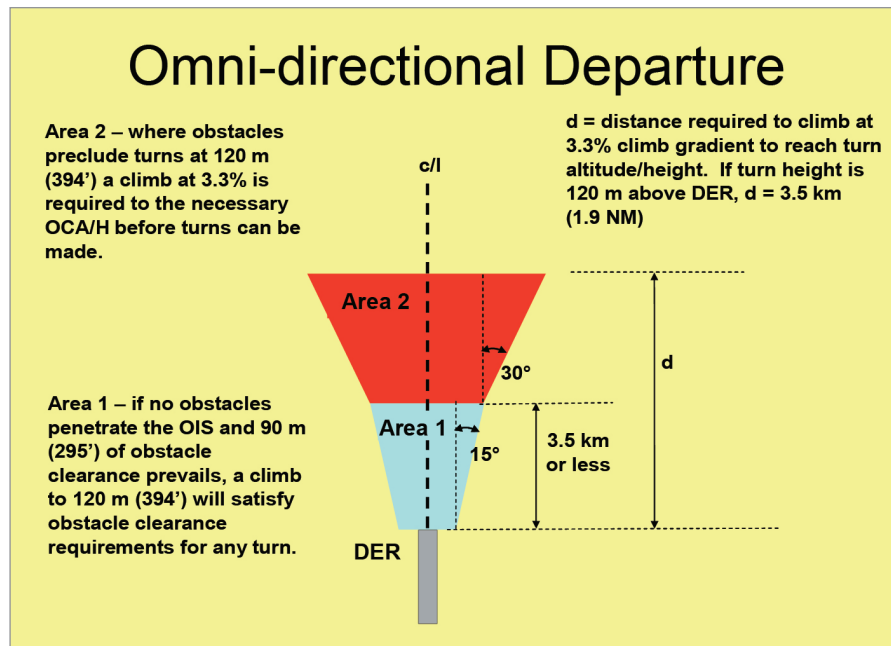 Omni-directional Departure
Area 2 – where obstacles
preclude turns at 120 m
(394’) a climb at 3.3% is
required to the necessary
OCA/H before turns can be
made.
d = distance required to climb at
3.3% climb gradient to reach turn
altitude/height.  If turn height is
120 m above DER, d = 3.5 km
(1.9 NM)
c/l
Area 2
30°
d
Area 1 – if no obstacles
penetrate the OIS and 90 m
(295’) of obstacle
clearance prevails, a climb
to 120 m (394’) will satisfy
obstacle clearance
requirements for any turn.
Area 1
15°
3.5 km
or less
DER